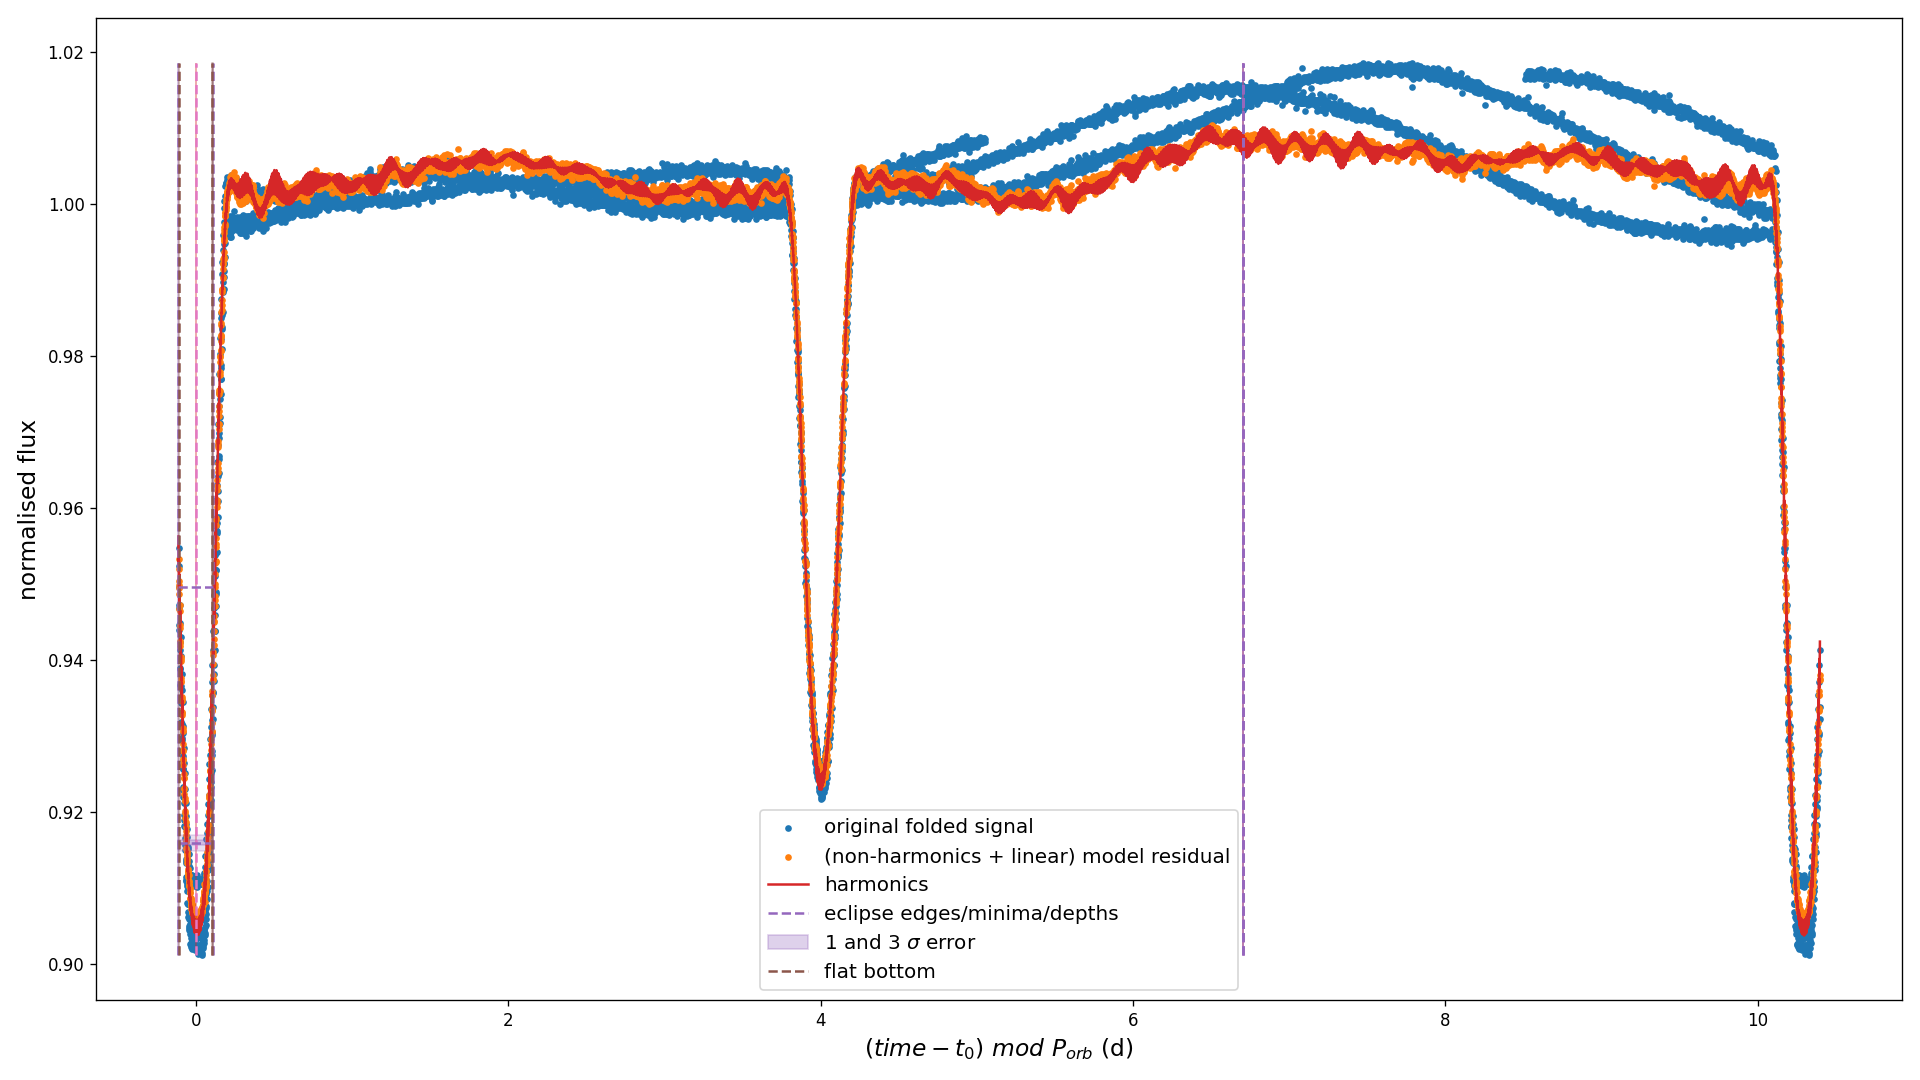 normalised flux
1.02
1.00
0.98
0.96
0.94
0.92
0.90
original folded signal
(non-harmonics + linear) model residual
harmonics
eclipse edges/minima/depths
1 and 3 σ error
flat bottom
0 2 4 6 8 10
(time − t₀) mod Pₒᵣb (d)